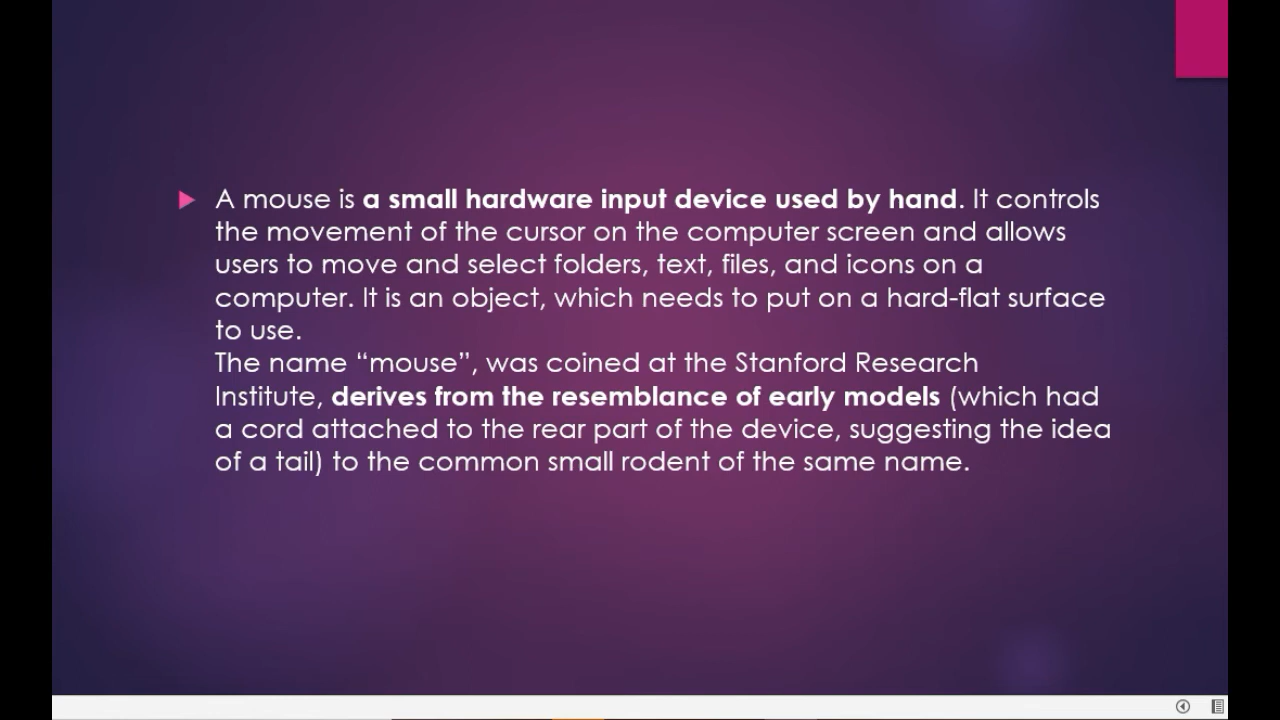 A mouse is a small hardware input device used by hand. It controls
the movement of the cursor on the computer screen and allows
users to move and select folders, text, files, and icons on a
computer. It is an object, which needs to put on a hard-flat surface
to use.
The name “mouse”, was coined at the Stanford Research
Institute, derives from the resemblance of early models (which had
a cord attached to the rear part of the device, suggesting the idea
of a tail) to the common small rodent of the same name.